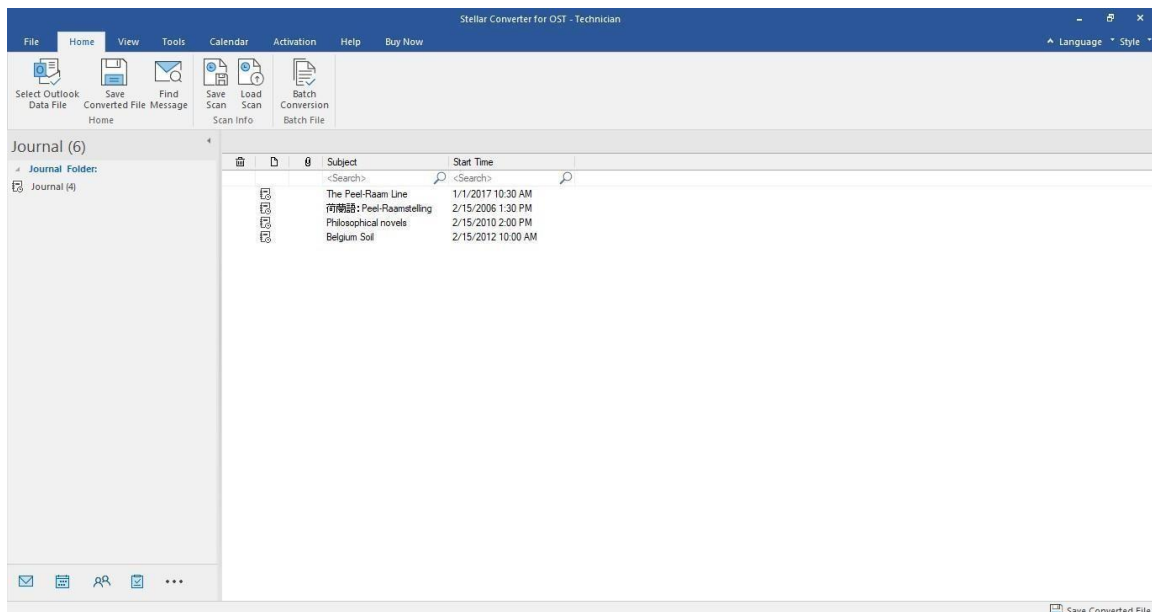 Stellar Converter for OST - Technician
File Home View Tools Calendar Activation Help Buy Now
Language Style
Select Outlook Data File
Save Converted File
Find Message
Home
Save Scan
Load Scan
Scan Info
Batch Conversion
Batch File
Journal (6)
Journal Folder:
Journal (4)
Subject Start Time
<Search> <Search>
The Peel-Raam Line 1/1/2017 10:30 AM
荷蘭語: Peel-Raamstelling 2/15/2006 1:30 PM
Philosophical novels 2/15/2010 2:00 PM
Belgium Soil 2/15/2012 10:00 AM
Save Converted File